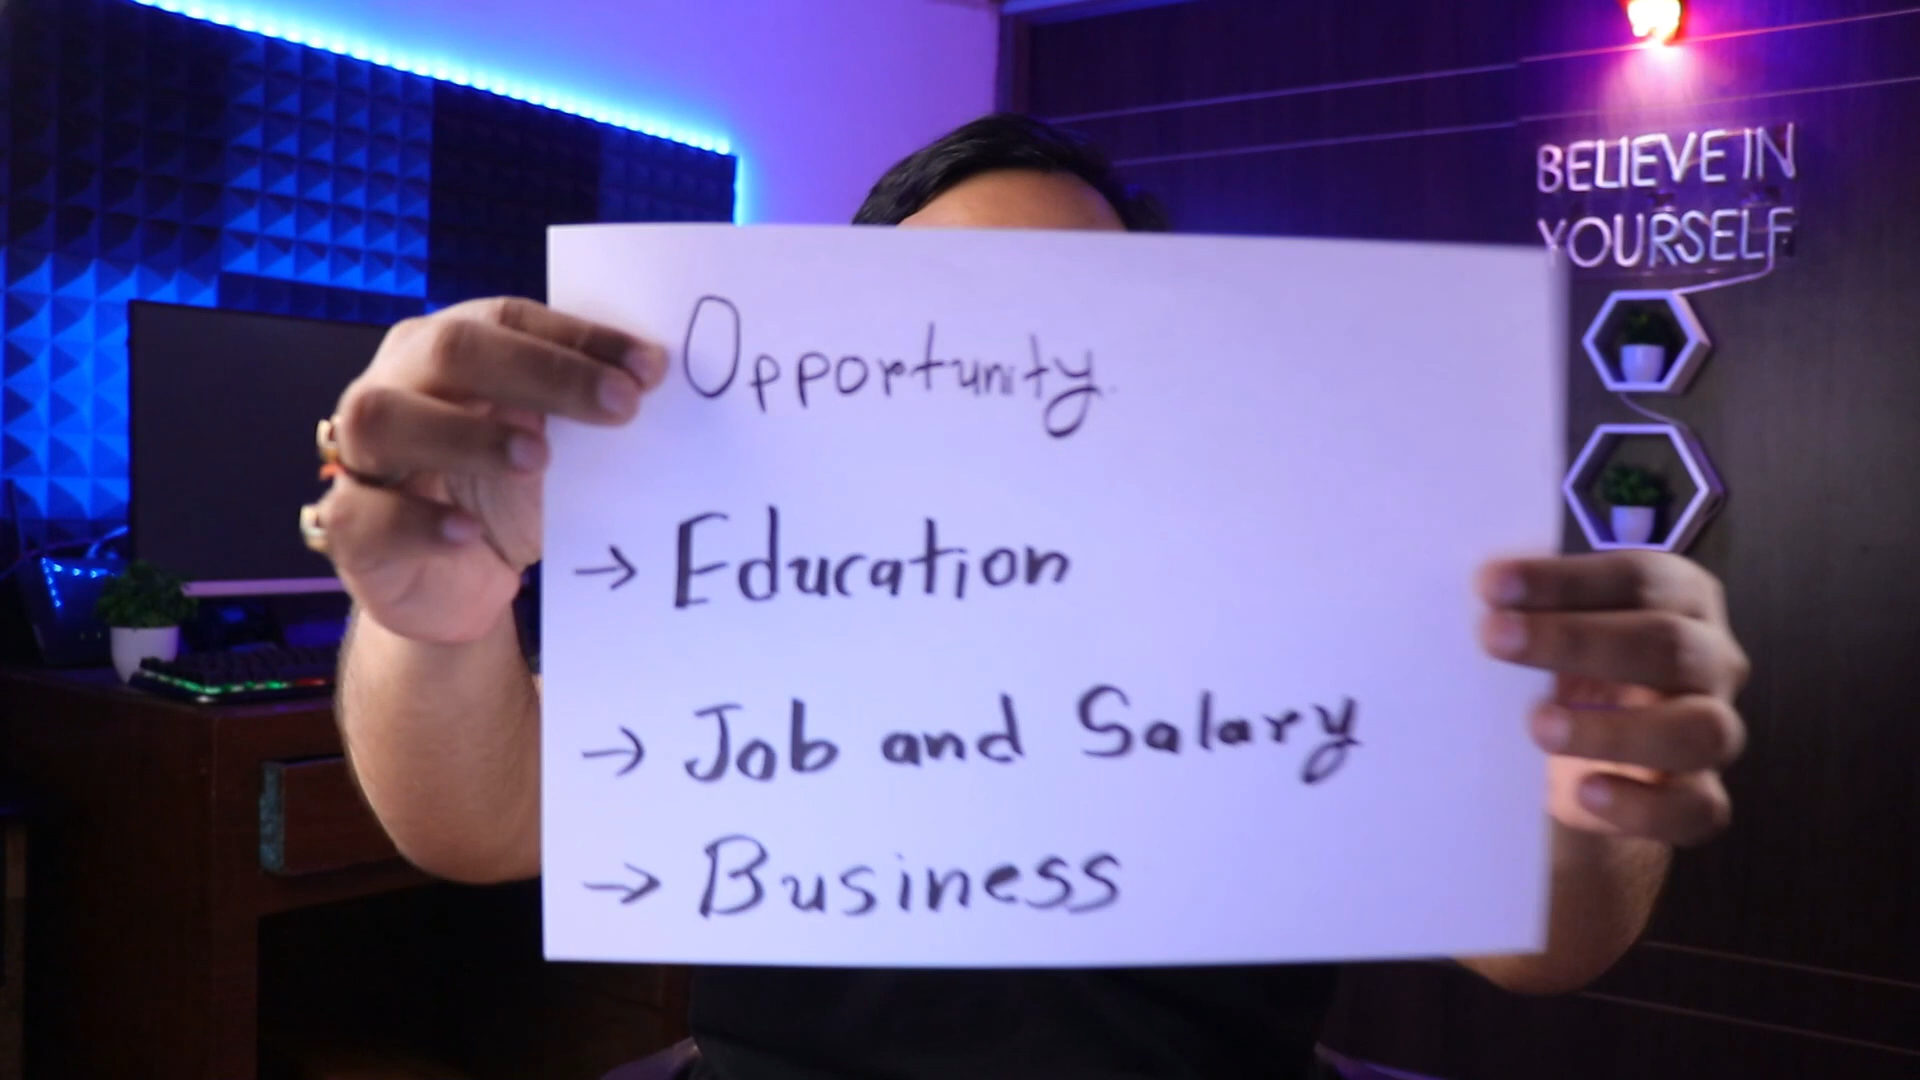 BELIEVE IN
YOURSELF
Opportunity
→ Education
→ Job and Salary
→ Business